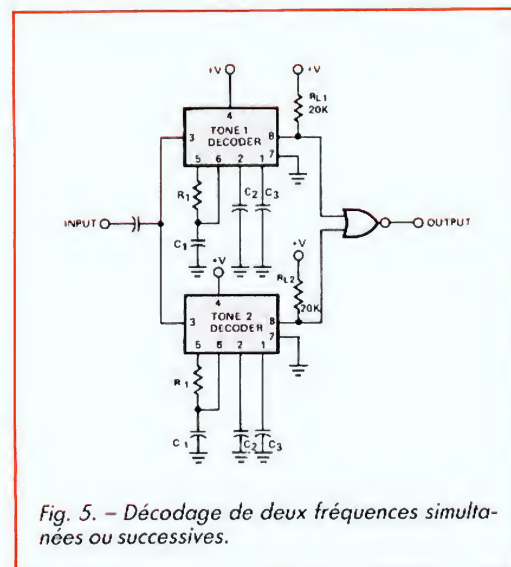 +V
+V
4
RL1
20K
3
TONE 1
DECODER
8
7
5
6
2
1
R1
C2
C3
INPUT
C1
+V
OUTPUT
+V
4
RL2
20K
3
TONE 2
DECODER
8
7
5
6
2
1
R1
C1
C2
C3
Fig. 5. – Décodage de deux fréquences simulta-
nées ou successives.